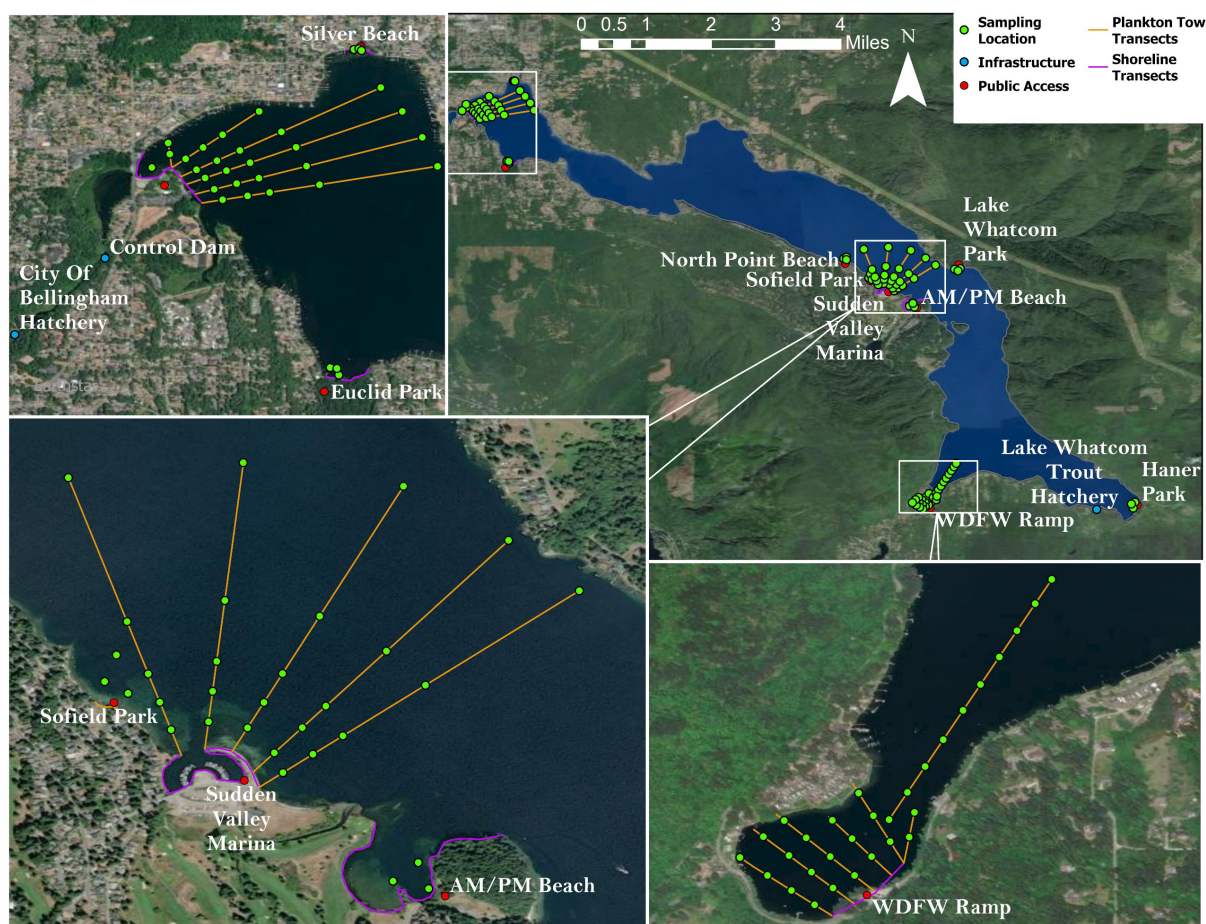 Silver Beach
Control Dam
City Of
Bellingham
Hatchery
Euclid Park
0 0.5 1 2 3 4
Miles
N
Sampling
Location
Infrastructure
Public Access
Plankton Tow
Transects
Shoreline
Transects
Lake
Whatcom
Park
North Point Beach
Sofield Park
AM/PM Beach
Sudden
Valley
Marina
Lake Whatcom
Trout
Hatchery
Haner
Park
WDFW Ramp
Sofield Park
Sudden
Valley
Marina
AM/PM Beach
WDFW Ramp